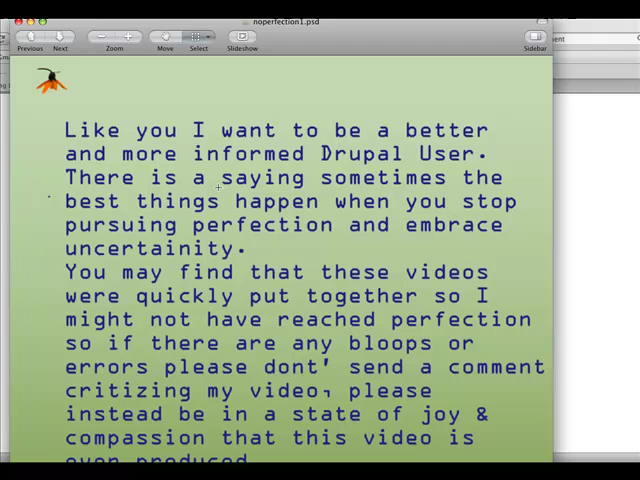 noperfection1.psd
Previous Next Zoom Move Select Slideshow Sidebar
Like you I want to be a better
and more informed Drupal User.
There is a saying sometimes the
best things happen when you stop
pursuing perfection and embrace
uncertainity.
You may find that these videos
were quickly put together so I
might not have reached perfection
so if there are any bloops or
errors please dont' send a comment
critizing my video, please
instead be in a state of joy &
compassion that this video is
even produced